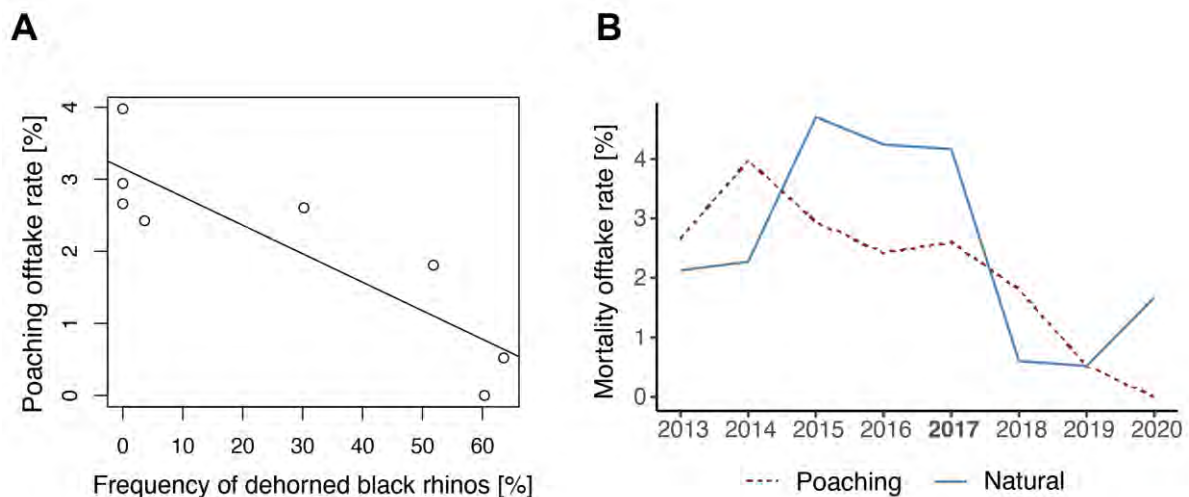 A
Poaching offtake rate [%]
4
3
2
1
0
0 10 20 30 40 50 60
Frequency of dehorned black rhinos [%]
B
Mortality offtake rate [%]
4
3
2
1
0
2013 2014 2015 2016 2017 2018 2019 2020
Poaching Natural